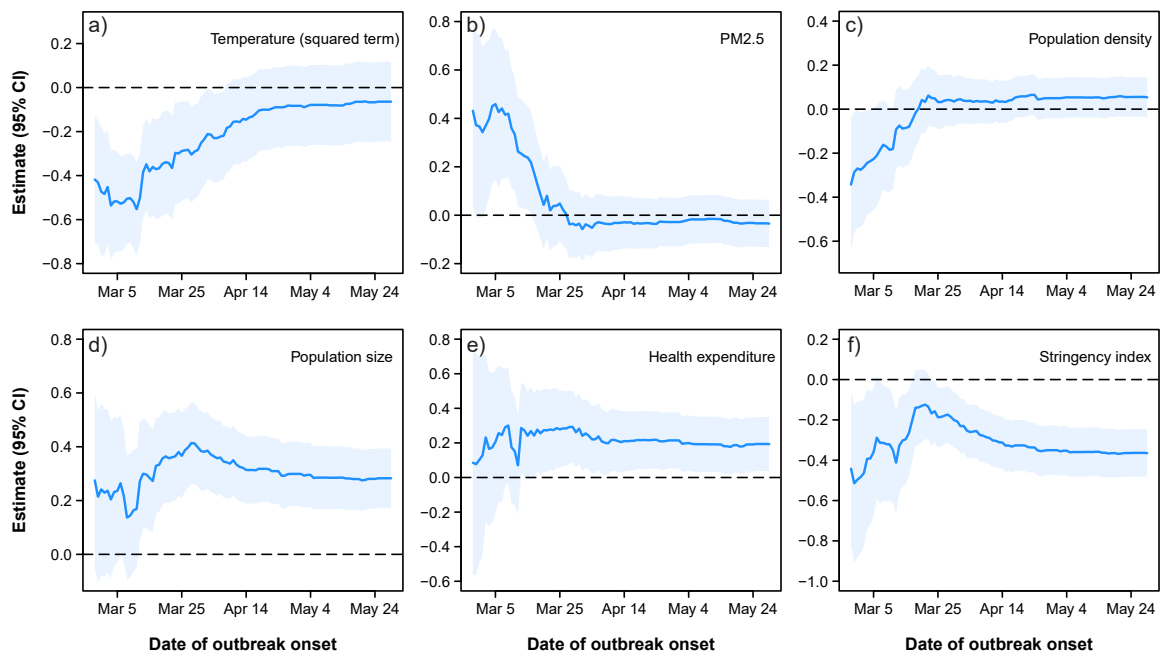 a)
Temperature (squared term)
0.2
0.0
−0.2
−0.4
−0.6
−0.8
Estimate (95% CI)
Mar 5 Mar 25 Apr 14 May 4 May 24
b)
PM2.5
0.8
0.6
0.4
0.2
0.0
−0.2
Mar 5 Mar 25 Apr 14 May 4 May 24
c)
Population density
0.4
0.2
0.0
−0.2
−0.4
−0.6
Mar 5 Mar 25 Apr 14 May 4 May 24
d)
Population size
0.8
0.6
0.4
0.2
0.0
Estimate (95% CI)
Mar 5 Mar 25 Apr 14 May 4 May 24
Date of outbreak onset
e)
Health expenditure
0.8
0.6
0.4
0.2
0.0
−0.2
−0.4
−0.6
Mar 5 Mar 25 Apr 14 May 4 May 24
Date of outbreak onset
f)
Stringency index
0.2
0.0
−0.2
−0.4
−0.6
−0.8
−1.0
Mar 5 Mar 25 Apr 14 May 4 May 24
Date of outbreak onset